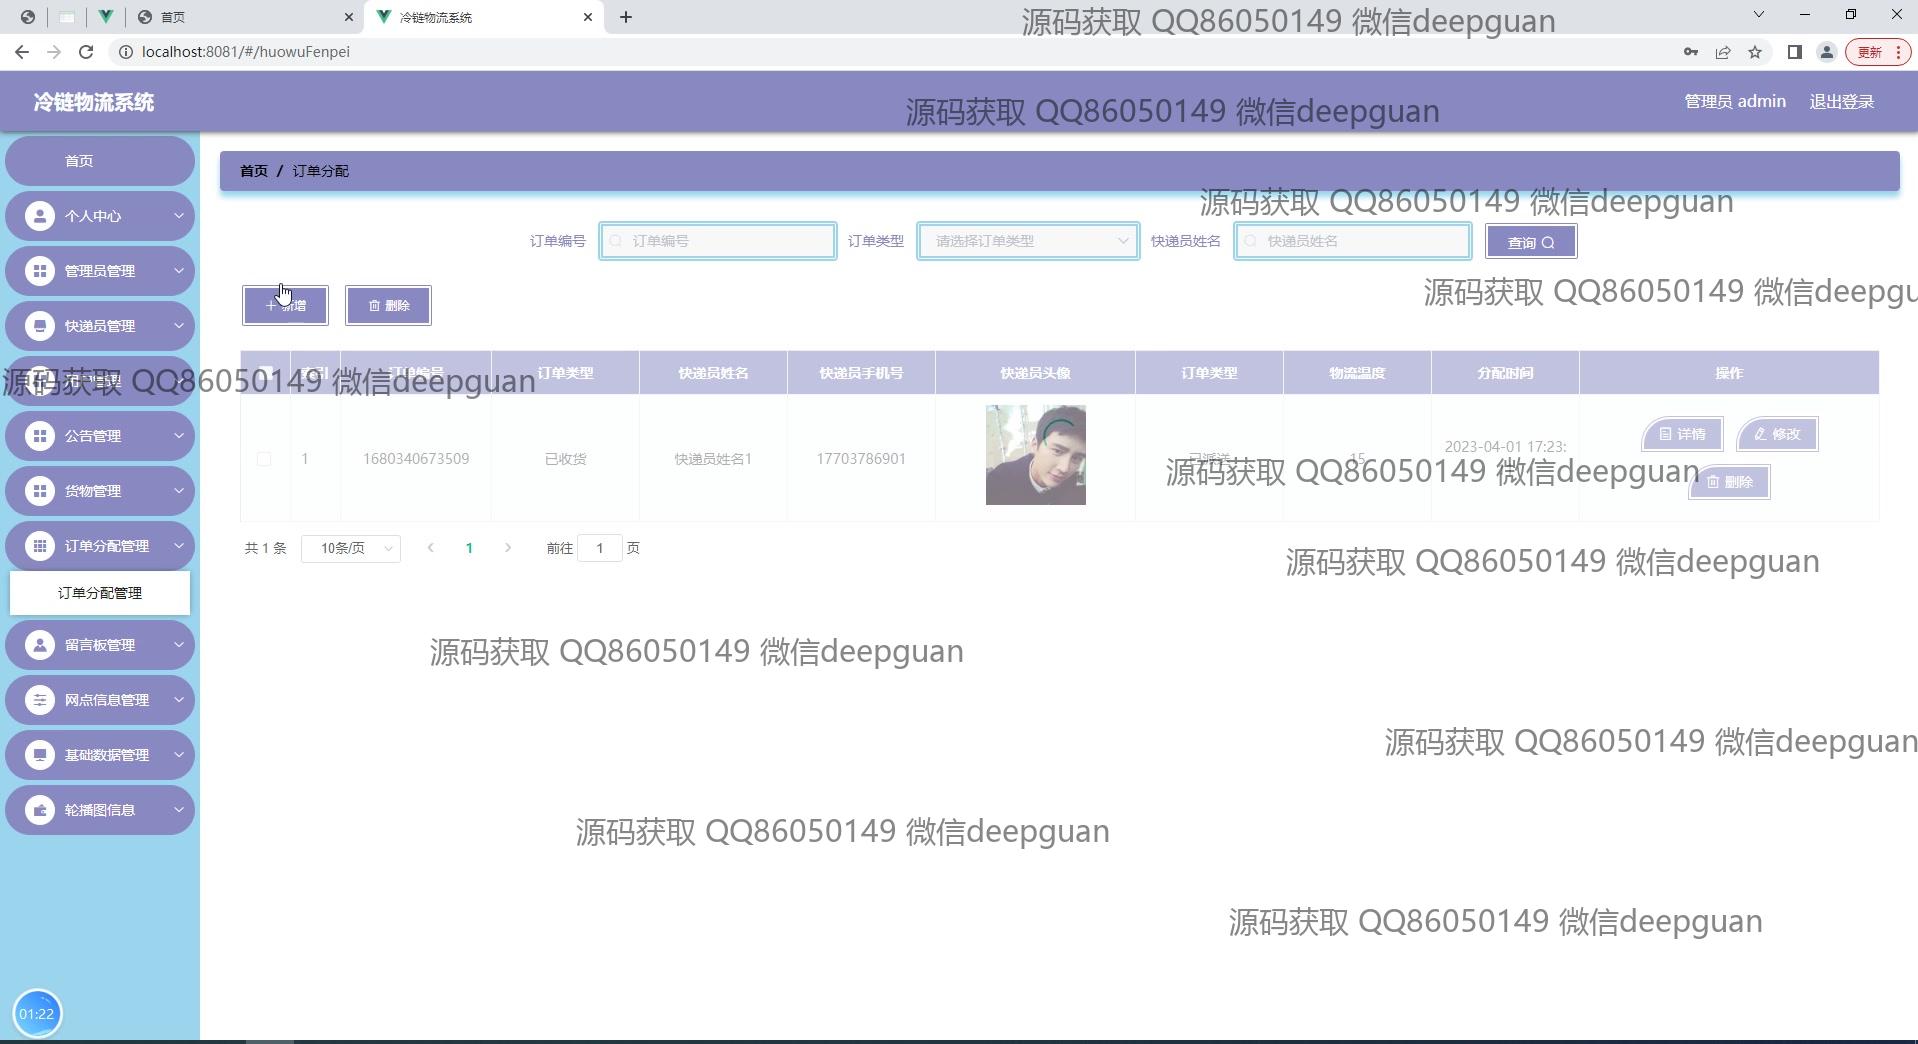 首页
冷链物流系统
源码获取 QQ86050149 微信deepguan
localhost:8081/#/huowuFenpei
更新
冷链物流系统
源码获取 QQ86050149 微信deepguan
管理员 admin
退出登录
首页
首页 / 订单分配
个人中心
源码获取 QQ86050149 微信deepguan
订单编号
订单编号
订单类型
请选择订单类型
快递员姓名
快递员姓名
查询
管理员管理
源码获取 QQ86050149 微信deepgu
新增
删除
快递员管理
源码获取 QQ86050149 微信deepguan
索引
订单编号
订单类型
快递员姓名
快递员手机号
快递员头像
订单类型
物流温度
分配时间
操作
公告管理
1
1680340673509
已收货
快递员姓名1
17703786901
已派送
15
2023-04-01 17:23:
详情
修改
删除
源码获取 QQ86050149 微信deepguan
货物管理
订单分配管理
共 1 条
10条/页
1
前往
1
页
源码获取 QQ86050149 微信deepguan
订单分配管理
留言板管理
源码获取 QQ86050149 微信deepguan
网点信息管理
基础数据管理
源码获取 QQ86050149 微信deepguan
轮播图信息
源码获取 QQ86050149 微信deepguan
源码获取 QQ86050149 微信deepguan
01:22